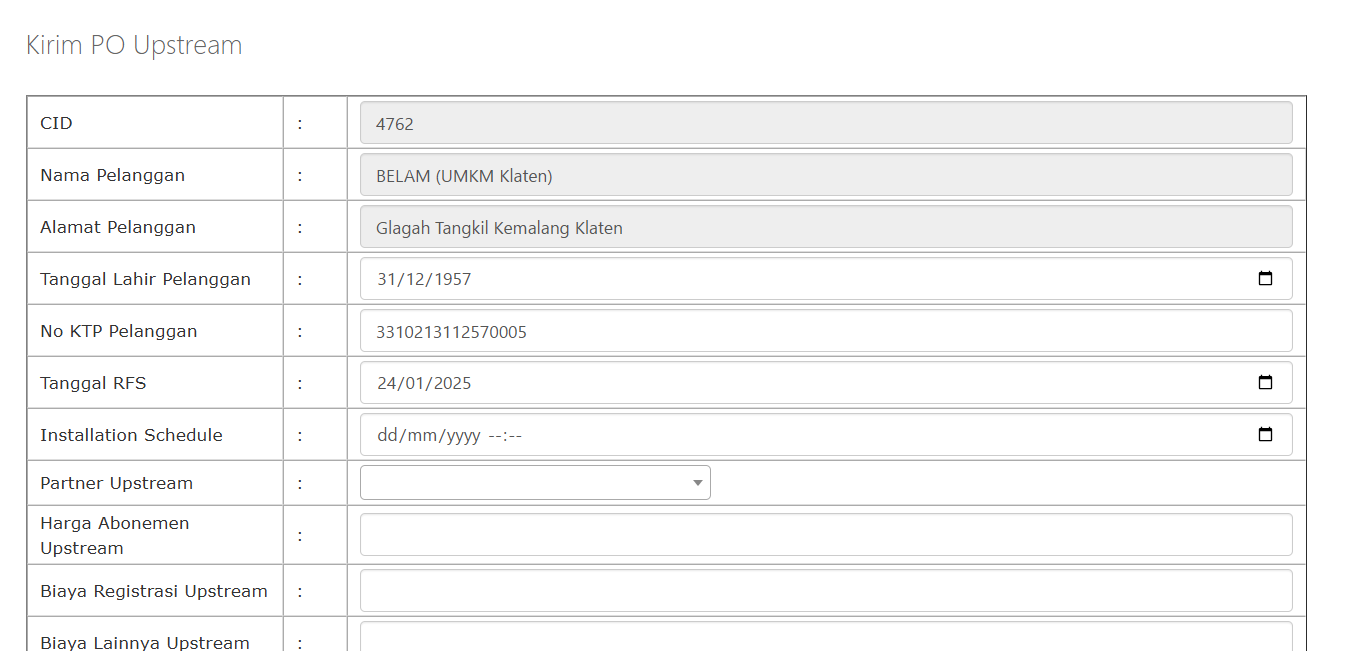 Kirim PO Upstream
CID : 4762
Nama Pelanggan : BELAM (UMKM Klaten)
Alamat Pelanggan : Glagah Tangkil Kemalang Klaten
Tanggal Lahir Pelanggan : 31/12/1957
No KTP Pelanggan : 3310213112570005
Tanggal RFS : 24/01/2025
Installation Schedule : dd/mm/yyyy --:--
Partner Upstream :
Harga Abonemen
Upstream :
Biaya Registrasi Upstream :
Biaya Lainnya Upstream :